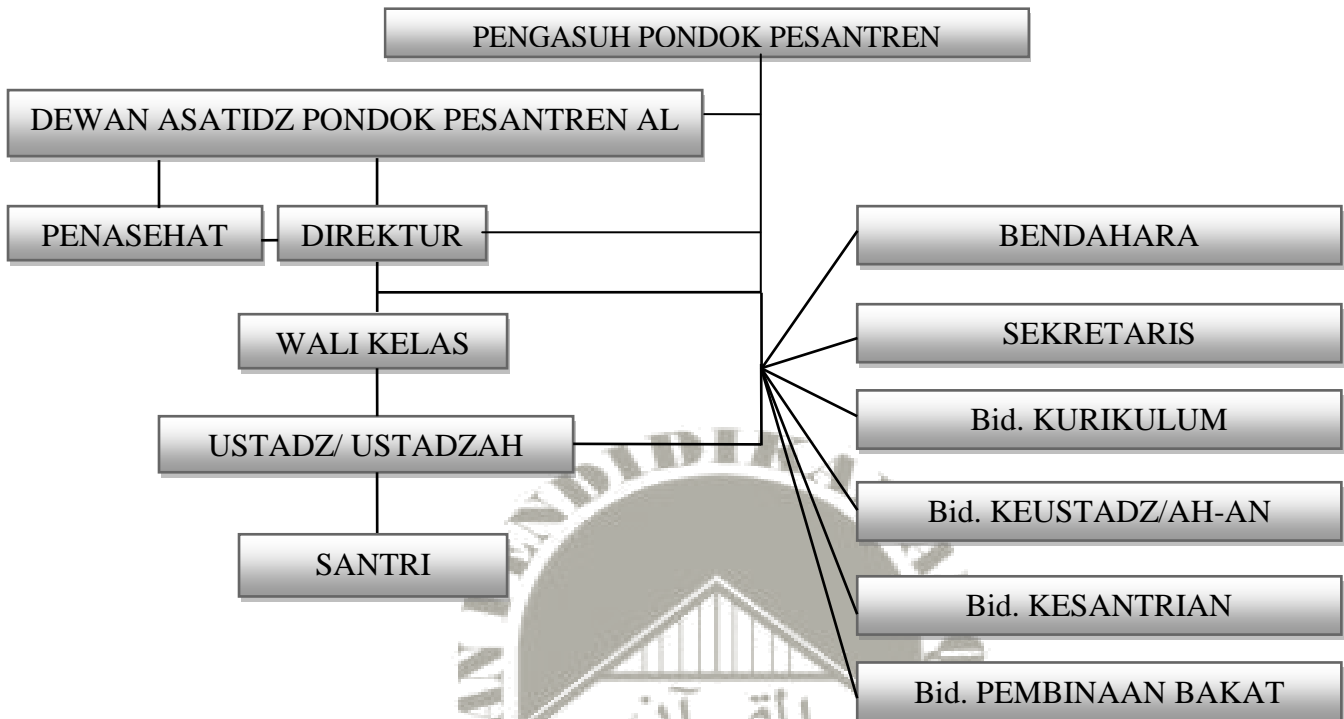 PENGASUH PONDOK PESANTREN
DEWAN ASATIDZ PONDOK PESANTREN AL
PENASEHAT
DIREKTUR
BENDAHARA
WALI KELAS
SEKRETARIS
Bid. KURIKULUM
USTADZ/ USTADZAH
Bid. KEUSTADZ/AH-AN
SANTRI
Bid. KESANTRIAN
Bid. PEMBINAAN BAKAT